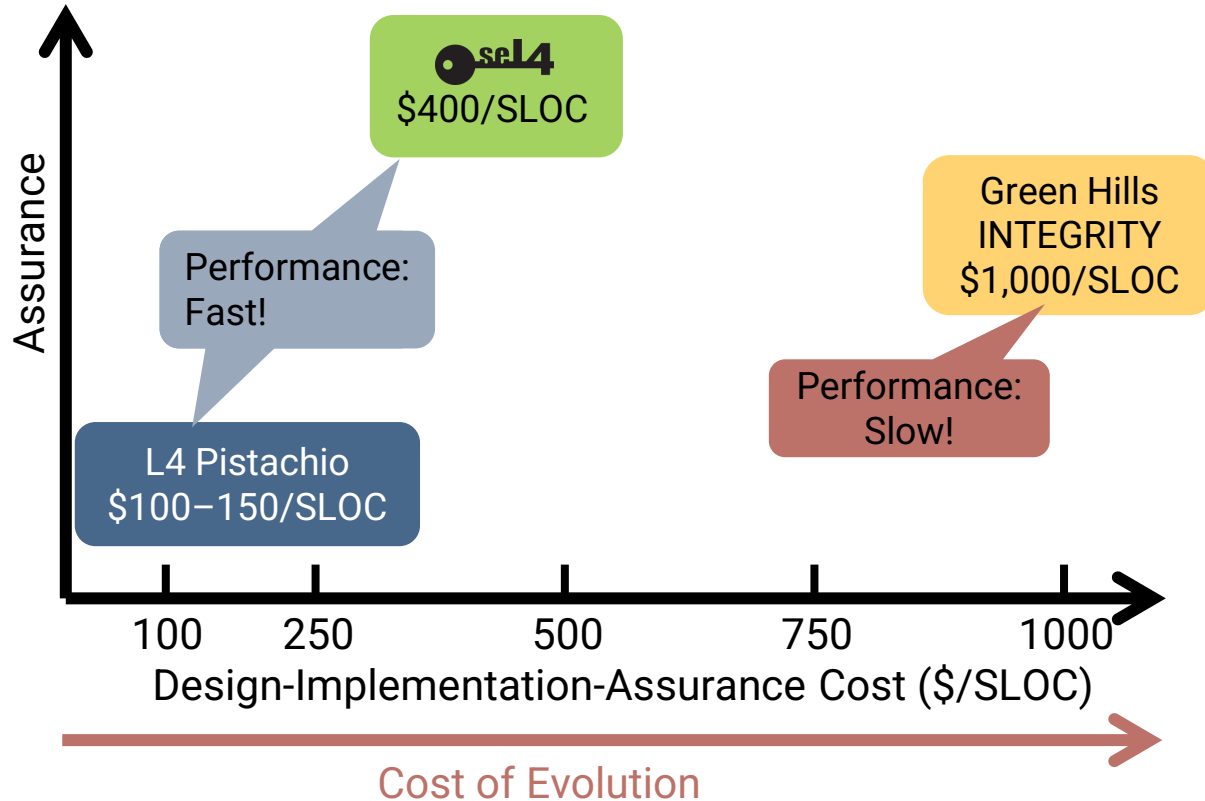 seL4
$400/SLOC
Green Hills
INTEGRITY
$1,000/SLOC
Assurance
Performance:
Fast!
Performance:
Slow!
L4 Pistachio
$100–150/SLOC
100 250 500 750 1000
Design-Implementation-Assurance Cost ($/SLOC)
Cost of Evolution